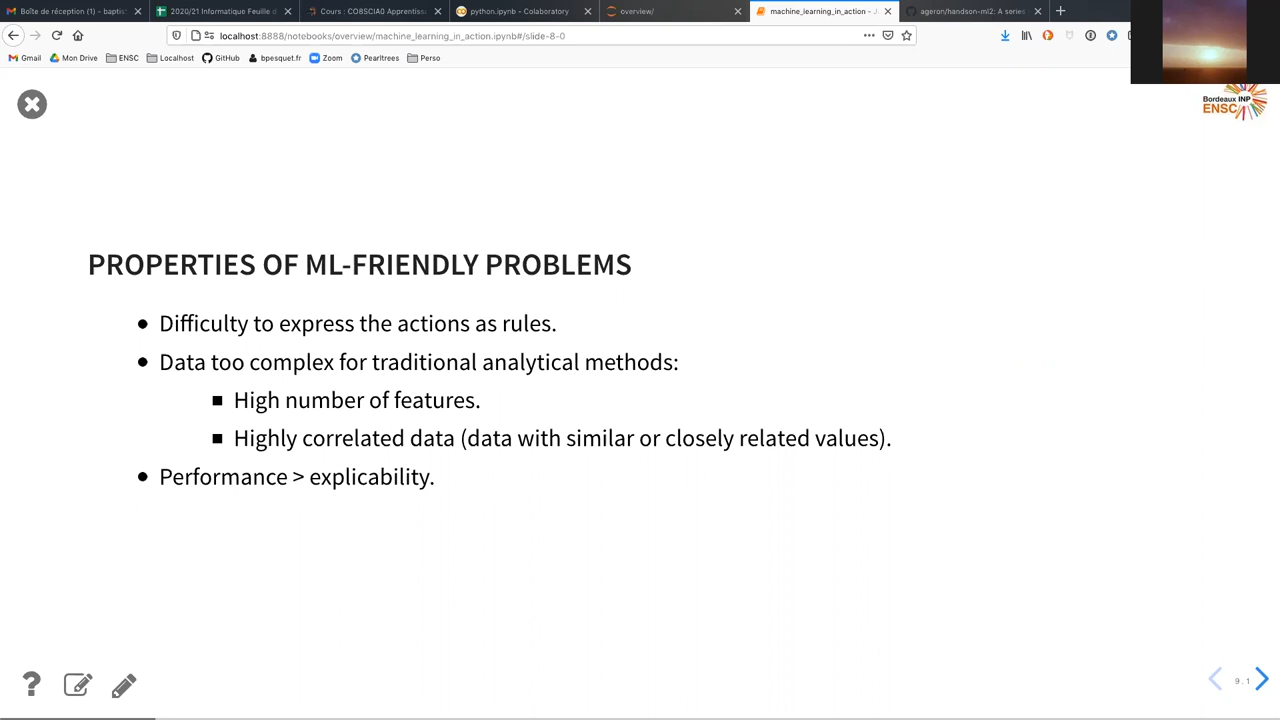 Boîte de réception (1) – baptis
2020/21 Informatique Feuille d
Cours : CO8SCIA0 Apprentiss
python.ipynb - Colaboratory
overview/
machine_learning_in_action - J
ageron/handson-ml2: A series
localhost:8888/notebooks/overview/machine_learning_in_action.ipynb#/slide-8-0
Gmail
Mon Drive
ENSC
Localhost
GitHub
bpesquet.fr
Zoom
Pearltrees
Perso
Bordeaux INP
ENSC
PROPERTIES OF ML-FRIENDLY PROBLEMS
• Difficulty to express the actions as rules.
• Data too complex for traditional analytical methods:
▪ High number of features.
▪ Highly correlated data (data with similar or closely related values).
• Performance > explicability.
?
9.1